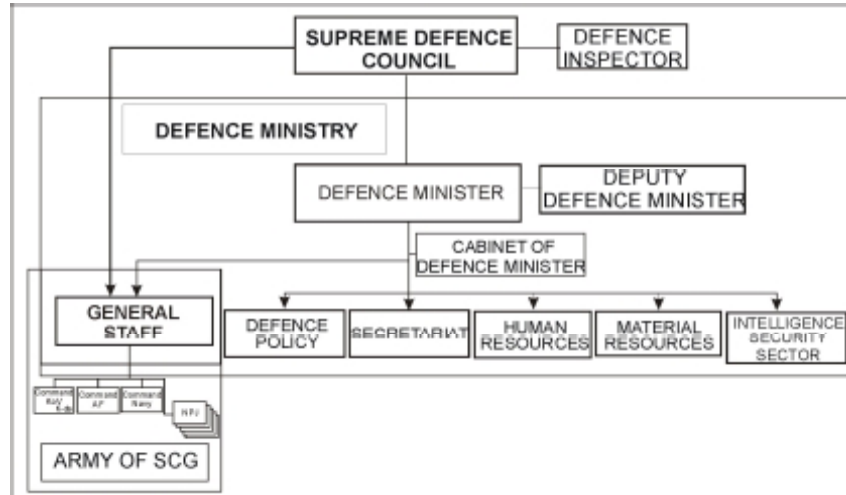 SUPREME DEFENCE
COUNCIL
DEFENCE
INSPECTOR
DEFENCE MINISTRY
DEFENCE MINISTER
DEPUTY
DEFENCE MINISTER
CABINET OF
DEFENCE MINISTER
GENERAL
STAFF
DEFENCE
POLICY
SECRETARIAT
HUMAN
RESOURCES
MATERIAL
RESOURCES
INTELLIGENCE
SECURITY
SECTOR
Command
Command
AF
Command
Navy
NPJ
ARMY OF SCG